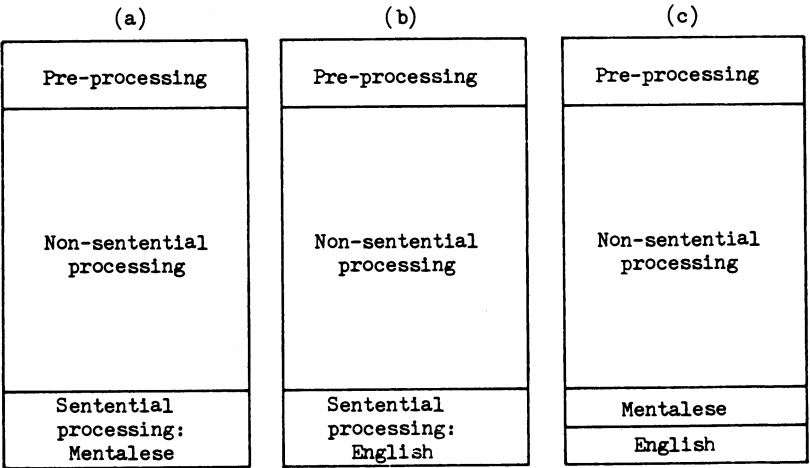 (a)
Pre-processing
Non-sentential
processing
Sentential
processing:
Mentalese
(b)
Pre-processing
Non-sentential
processing
Sentential
processing:
English
(c)
Pre-processing
Non-sentential
processing
Mentalese
English